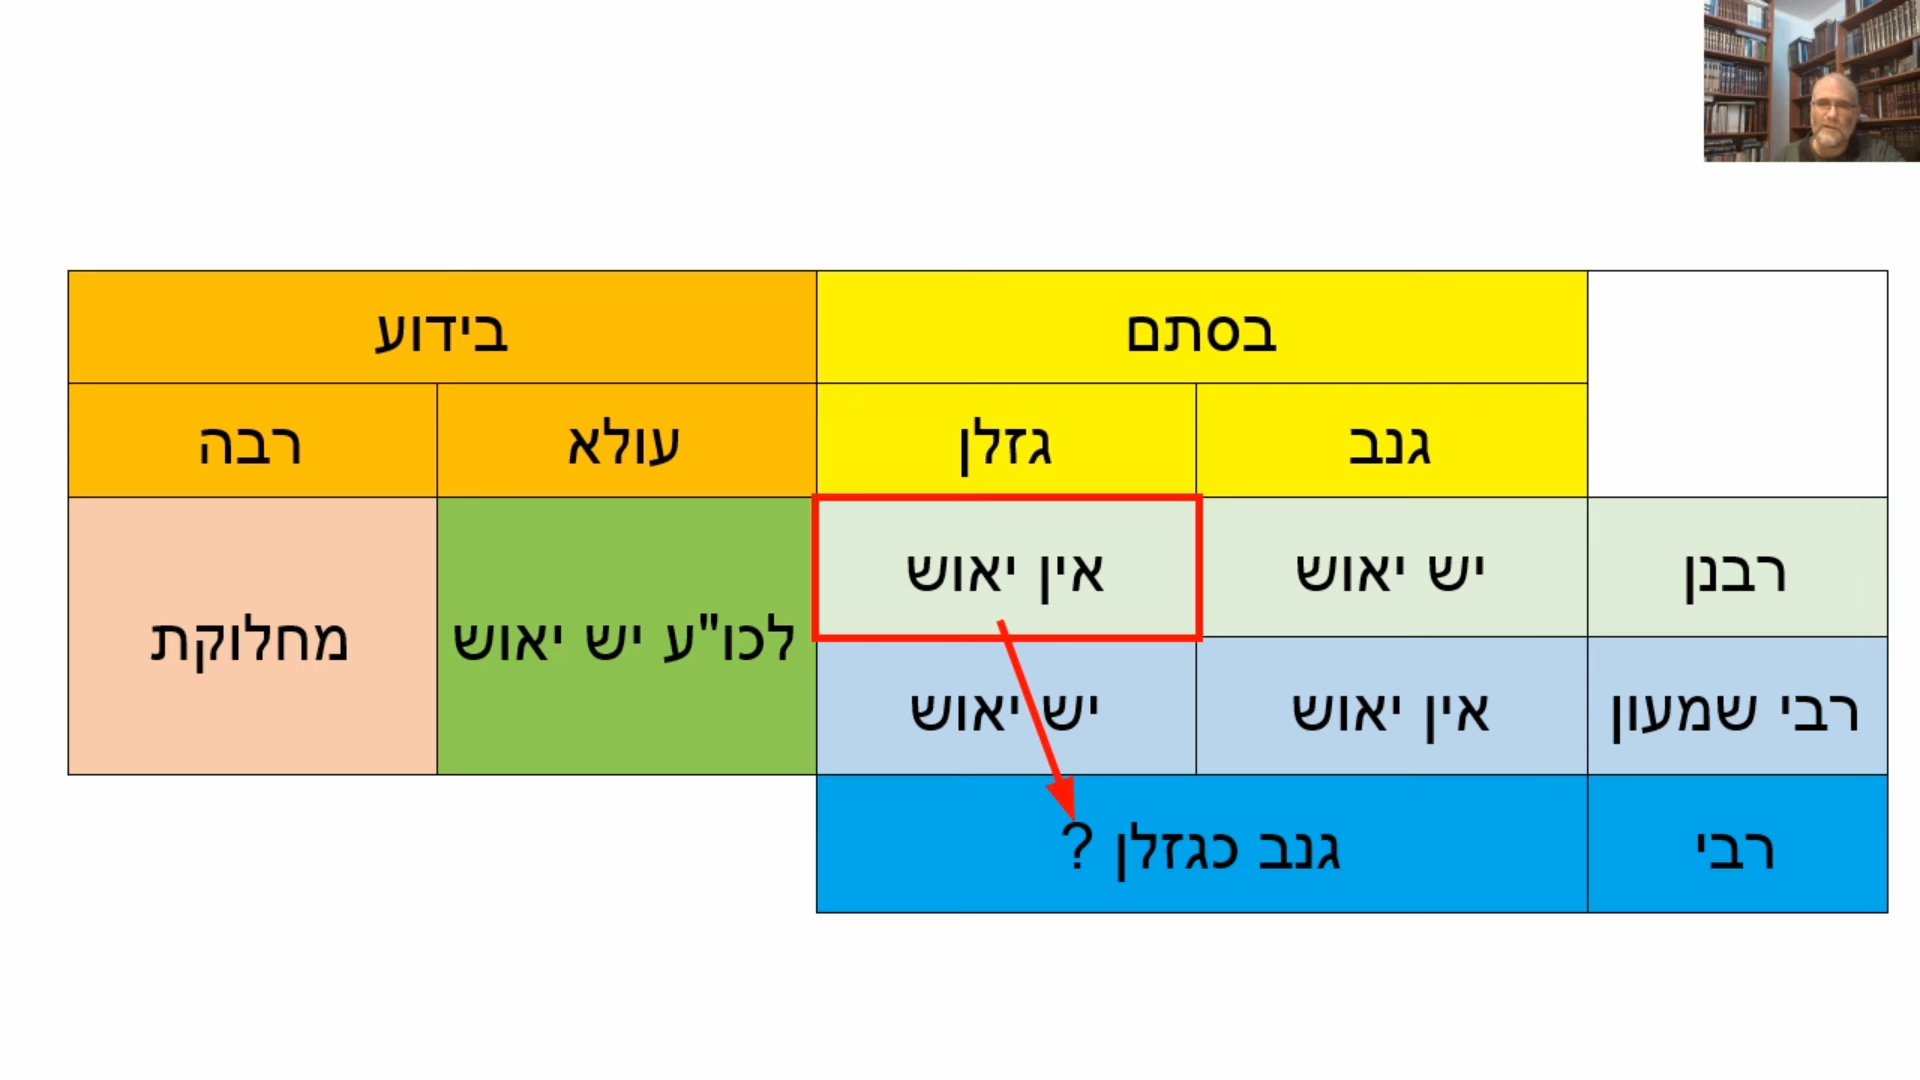 בסתם
בידוע
גנב
גזלן
עולא
רבה
רבנן
יש יאוש
אין יאוש
לכו"ע יש יאוש
מחלוקת
רבי שמעון
אין יאוש
יש יאוש
רבי
גנב כגזלן ?